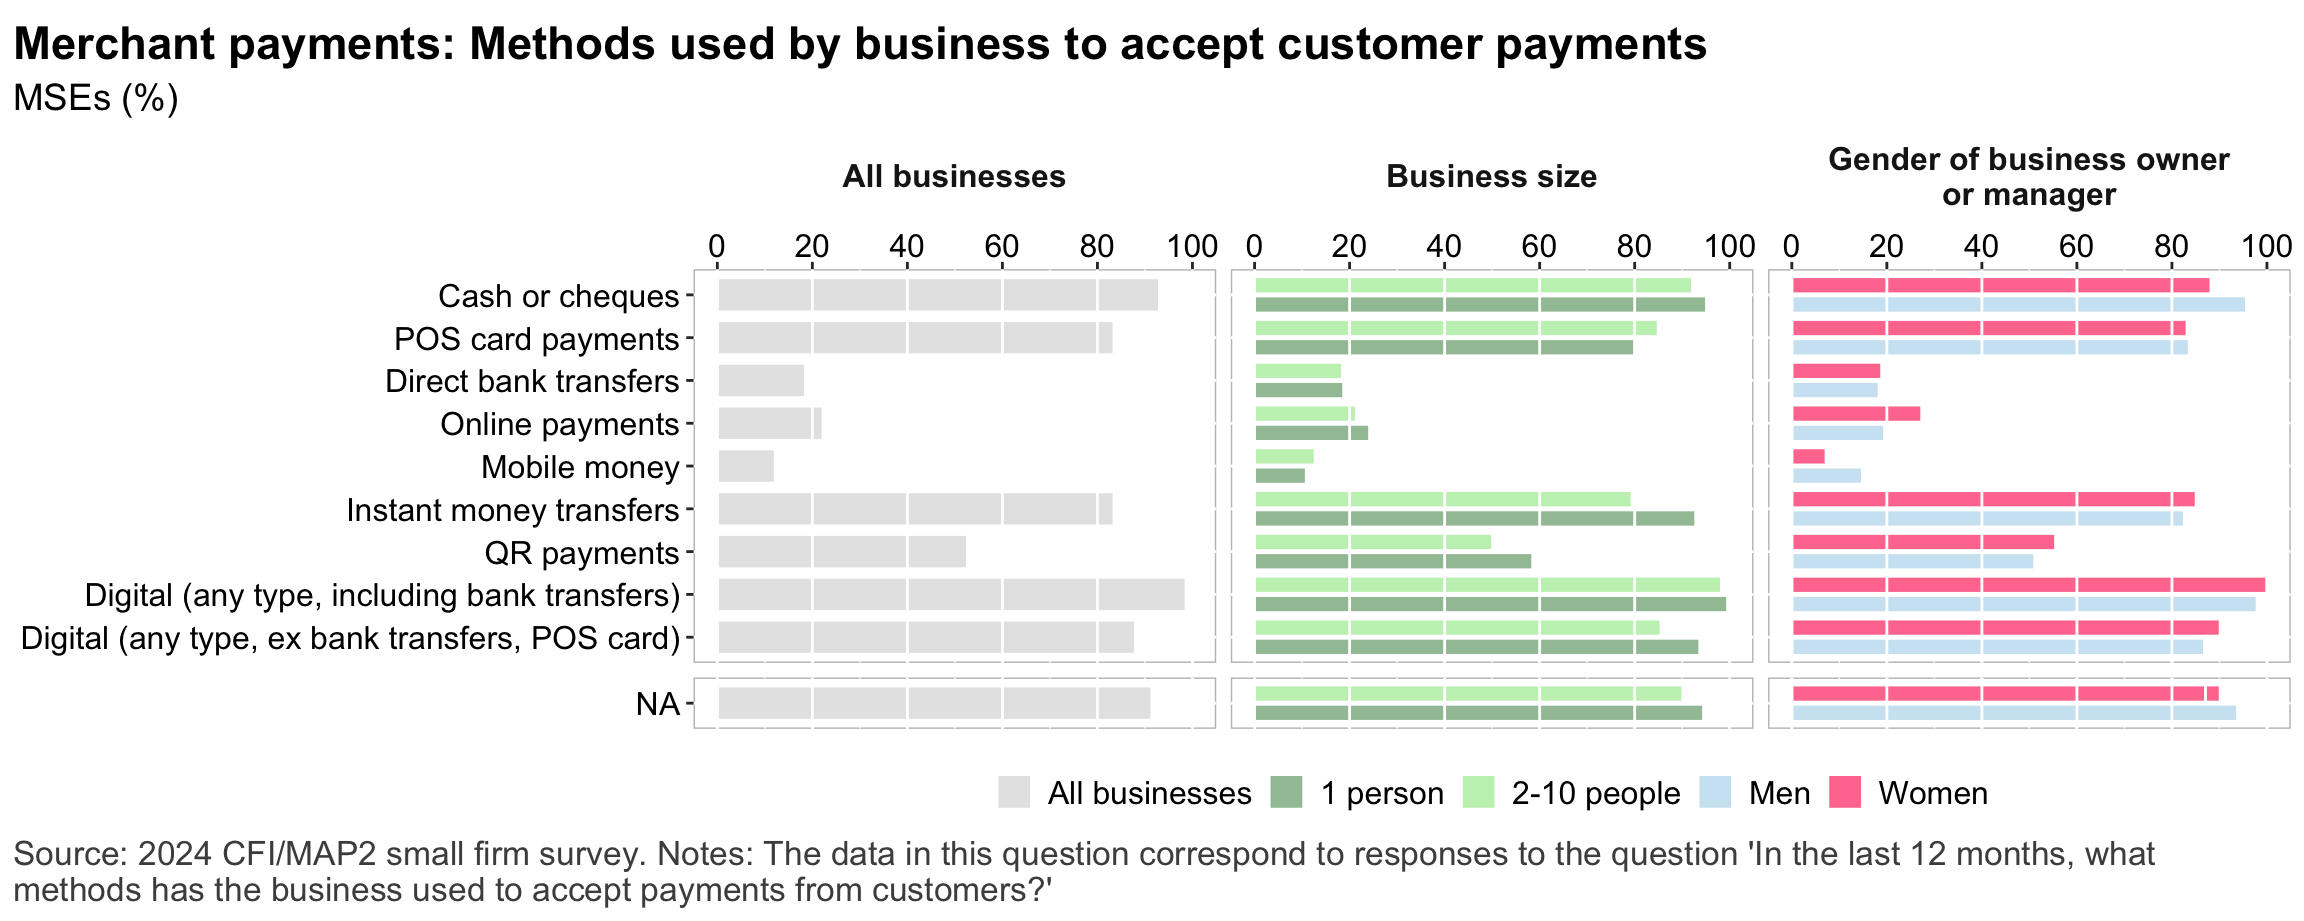 Merchant payments: Methods used by business to accept customer payments
MSEs (%)
All businesses
Business size
Gender of business owner
or manager
0 20 40 60 80 100
0 20 40 60 80 100
0 20 40 60 80 100
Cash or cheques
POS card payments
Direct bank transfers
Online payments
Mobile money
Instant money transfers
QR payments
Digital (any type, including bank transfers)
Digital (any type, ex bank transfers, POS card)
NA
All businesses 1 person 2-10 people Men Women
Source: 2024 CFI/MAP2 small firm survey. Notes: The data in this question correspond to responses to the question 'In the last 12 months, what
methods has the business used to accept payments from customers?'